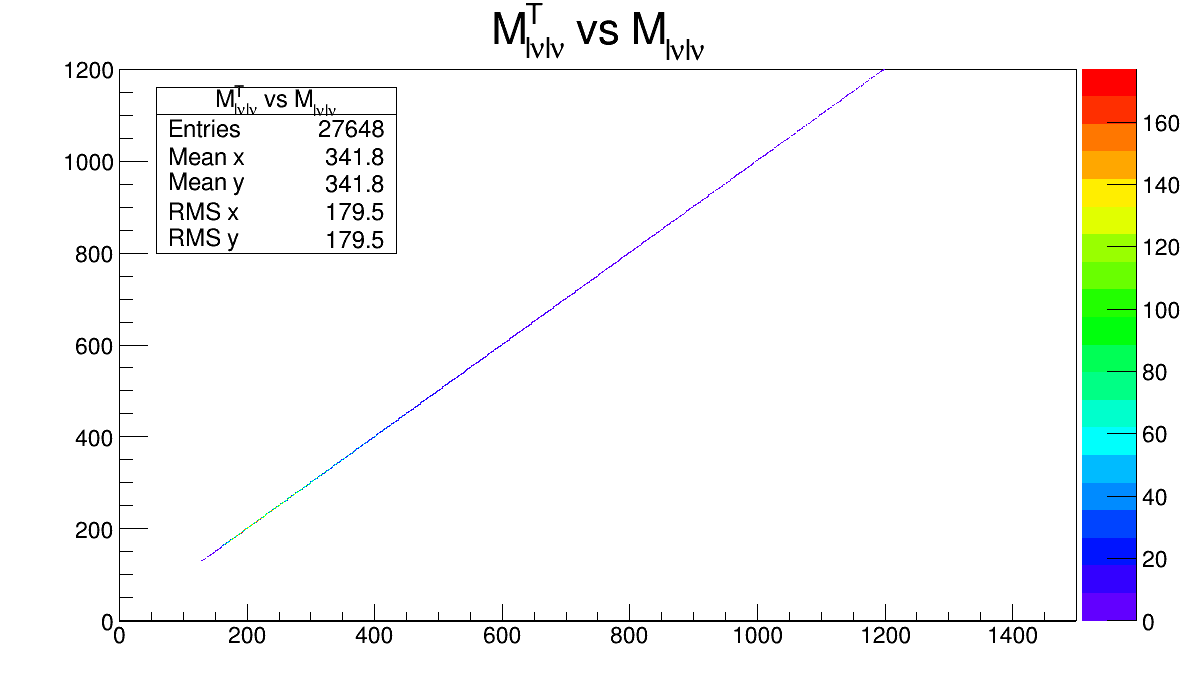 M^T_lνlν vs M_lνlν
M^T_lνlν vs M_lνlν
Entries 27648
Mean x 341.8
Mean y 341.8
RMS x 179.5
RMS y 179.5
1200
1000
800
600
400
200
0
0 200 400 600 800 1000 1200 1400
160
140
120
100
80
60
40
20
0